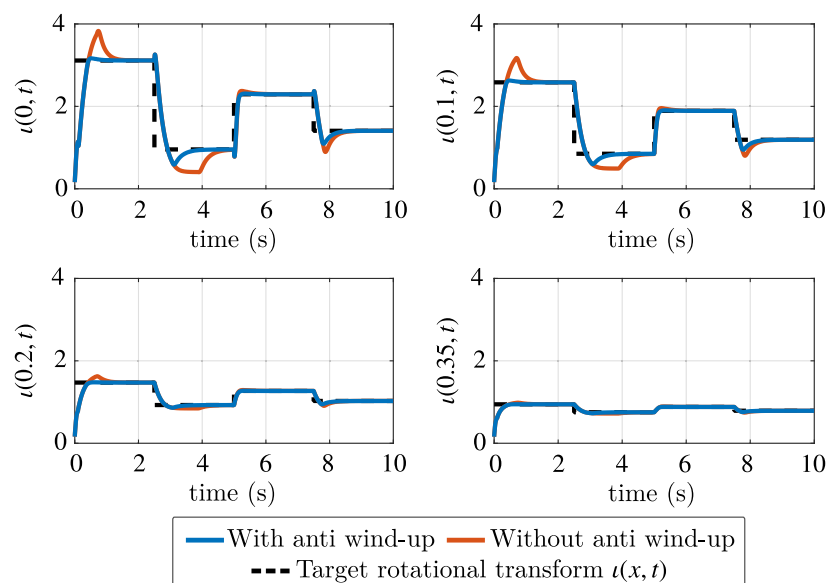 4
2
0
ι(0, t)
0 2 4 6 8 10
time (s)
4
2
0
ι(0.1, t)
0 2 4 6 8 10
time (s)
4
2
0
ι(0.2, t)
0 2 4 6 8 10
time (s)
4
2
0
ι(0.35, t)
0 2 4 6 8 10
time (s)
With anti wind-up Without anti wind-up
Target rotational transform ι(x, t)